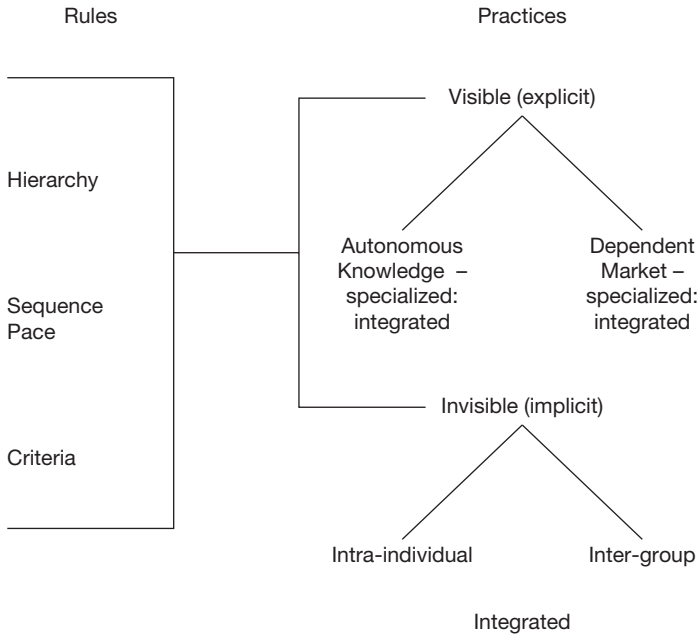 Rules
Practices
Visible (explicit)
Hierarchy
Autonomous
Knowledge –
specialized:
integrated
Dependent
Market –
specialized:
integrated
Sequence
Pace
Invisible (implicit)
Criteria
Intra-individual
Inter-group
Integrated